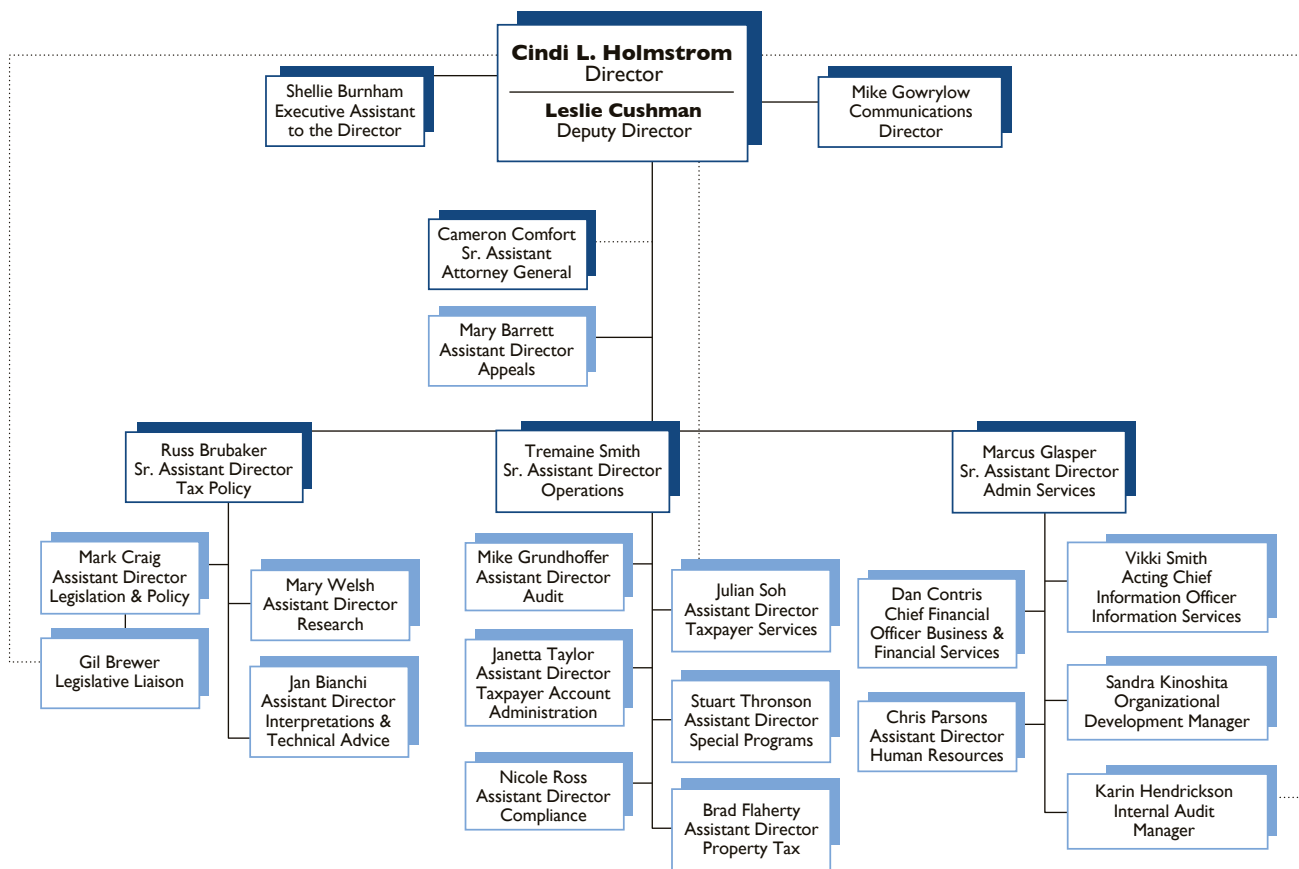 Cindi L. Holmstrom
Director
Leslie Cushman
Deputy Director
Shellie Burnham
Executive Assistant
to the Director
Mike Gowrylow
Communications
Director
Cameron Comfort
Sr. Assistant
Attorney General
Mary Barrett
Assistant Director
Appeals
Russ Brubaker
Sr. Assistant Director
Tax Policy
Tremaine Smith
Sr. Assistant Director
Operations
Marcus Glasper
Sr. Assistant Director
Admin Services
Mark Craig
Assistant Director
Legislation & Policy
Mary Welsh
Assistant Director
Research
Gil Brewer
Legislative Liaison
Jan Bianchi
Assistant Director
Interpretations &
Technical Advice
Mike Grundhoffer
Assistant Director
Audit
Julian Soh
Assistant Director
Taxpayer Services
Janetta Taylor
Assistant Director
Taxpayer Account
Administration
Stuart Thronson
Assistant Director
Special Programs
Nicole Ross
Assistant Director
Compliance
Brad Flaherty
Assistant Director
Property Tax
Vikki Smith
Acting Chief
Information Officer
Information Services
Dan Contris
Chief Financial
Officer Business &
Financial Services
Sandra Kinoshita
Organizational
Development Manager
Chris Parsons
Assistant Director
Human Resources
Karin Hendrickson
Internal Audit
Manager